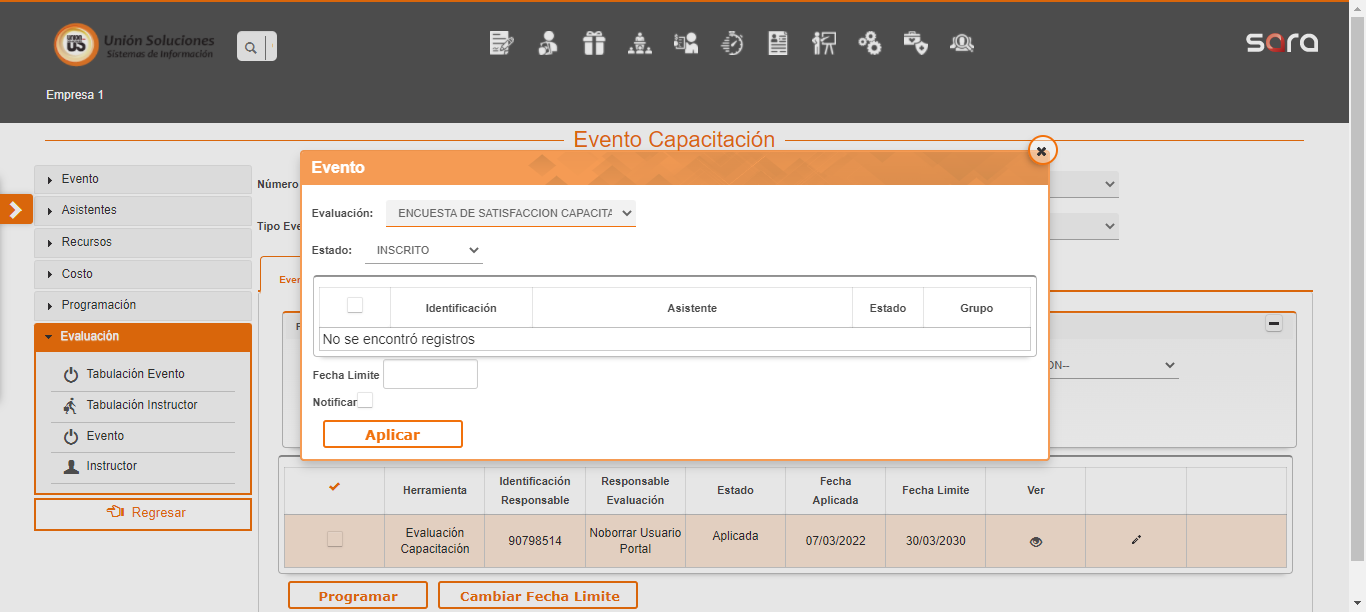 Unión Soluciones
Sistemas de Información
sara
Empresa 1
Evento Capacitación
Evento
Asistentes
Recursos
Costo
Programación
Evaluación
Tabulación Evento
Tabulación Instructor
Evento
Instructor
Regresar
Número
Tipo Eve
Even
Evento
Evaluación: ENCUESTA DE SATISFACCION CAPACITA
Estado: INSCRITO
Identificación Asistente Estado Grupo
No se encontró registros
Fecha Limite
Notificar
Aplicar
ON--
Herramienta Identificación Responsable Responsable Evaluación Estado Fecha Aplicada Fecha Limite Ver
Evaluación Capacitación 90798514 Noborrar Usuario Portal Aplicada 07/03/2022 30/03/2030
Programar Cambiar Fecha Limite